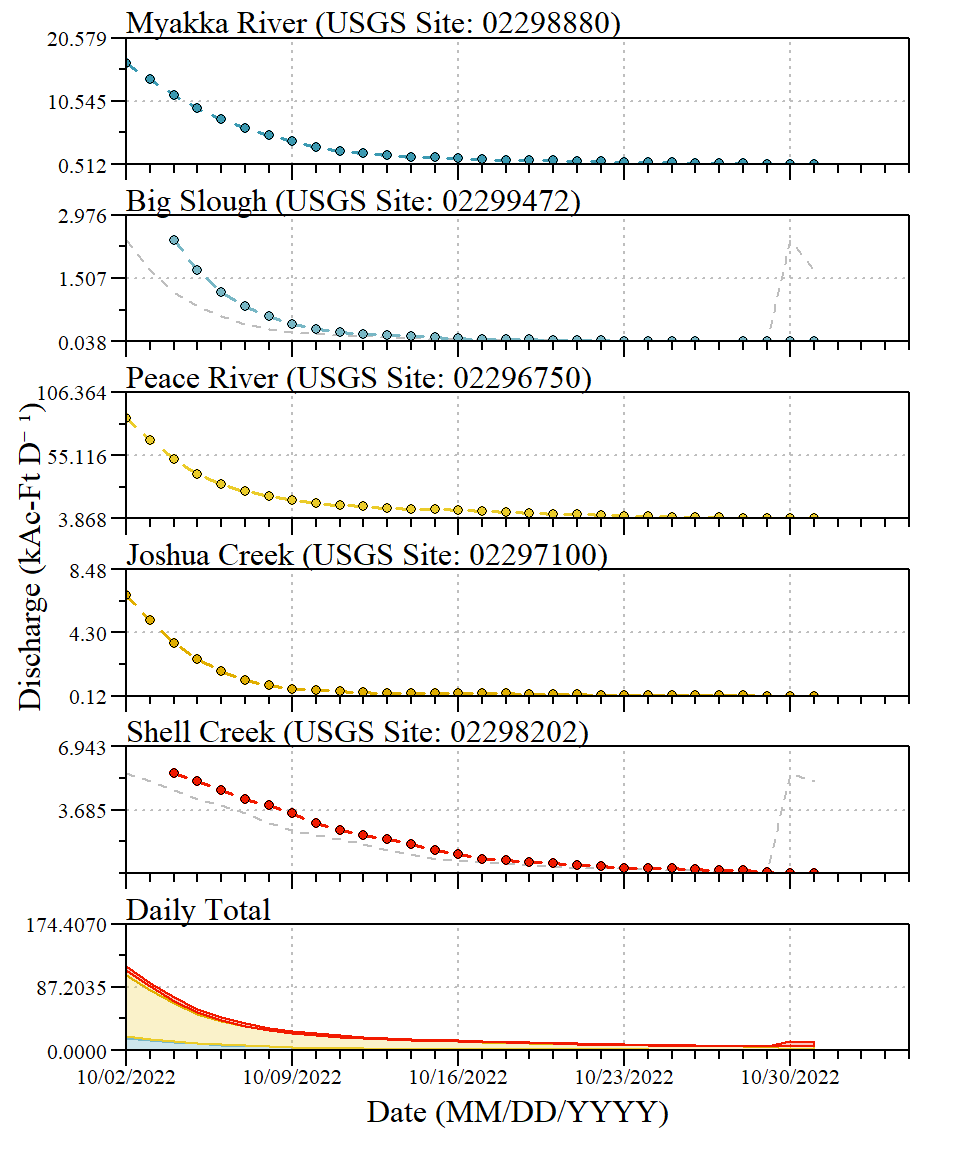 Myakka River (USGS Site: 02298880)
20.579
10.545
0.512
Big Slough (USGS Site: 02299472)
2.976
1.507
0.038
Peace River (USGS Site: 02296750)
106.364
55.116
3.868
Joshua Creek (USGS Site: 02297100)
8.48
4.30
0.12
Shell Creek (USGS Site: 02298202)
6.943
3.685
Daily Total
174.4070
87.2035
0.0000
10/02/2022 10/09/2022 10/16/2022 10/23/2022 10/30/2022
Date (MM/DD/YYYY)
Discharge (kAc-Ft D⁻¹)